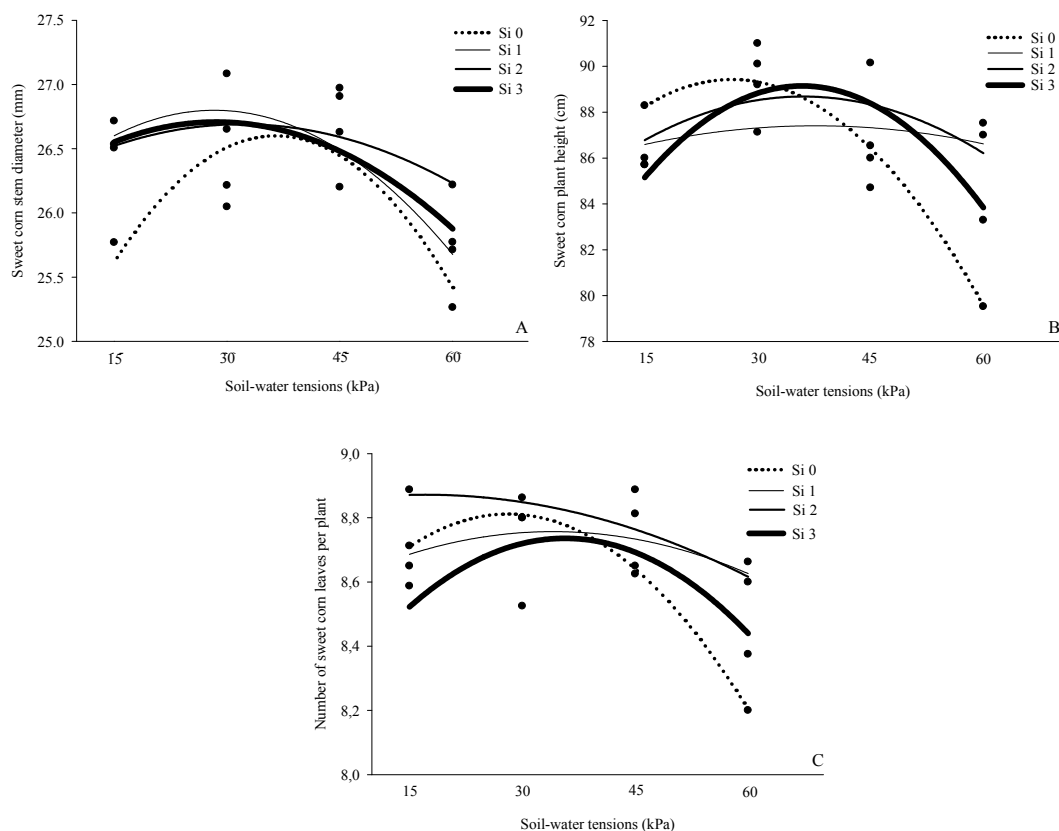 Sweet corn stem diameter (mm)
27.5
27.0
26.5
26.0
25.5
25.0
15
30
45
60
Soil-water tensions (kPa)
Si 0
Si 1
Si 2
Si 3
A
Sweet corn plant height (cm)
92
90
88
86
84
82
80
78
15
30
45
60
Soil-water tensions (kPa)
Si 0
Si 1
Si 2
Si 3
B
Number of sweet corn leaves per plant
9,0
8,8
8,6
8,4
8,2
8,0
15
30
45
60
Soil-water tensions (kPa)
Si 0
Si 1
Si 2
Si 3
C